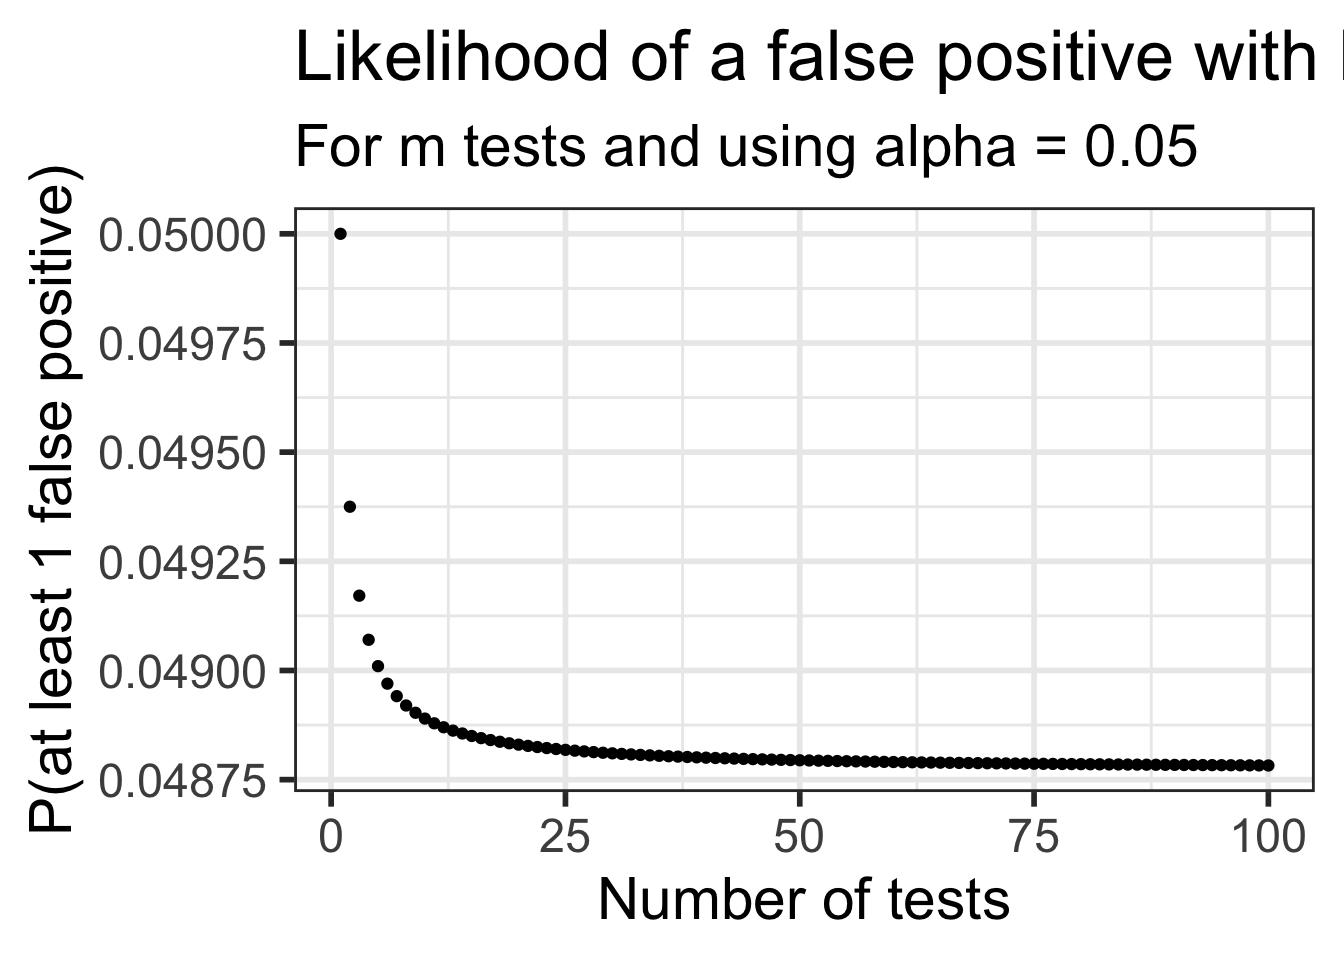 Likelihood of a false positive with
For m tests and using alpha = 0.05
P(at least 1 false positive)
0.05000
0.04975
0.04950
0.04925
0.04900
0.04875
0 25 50 75 100
Number of tests